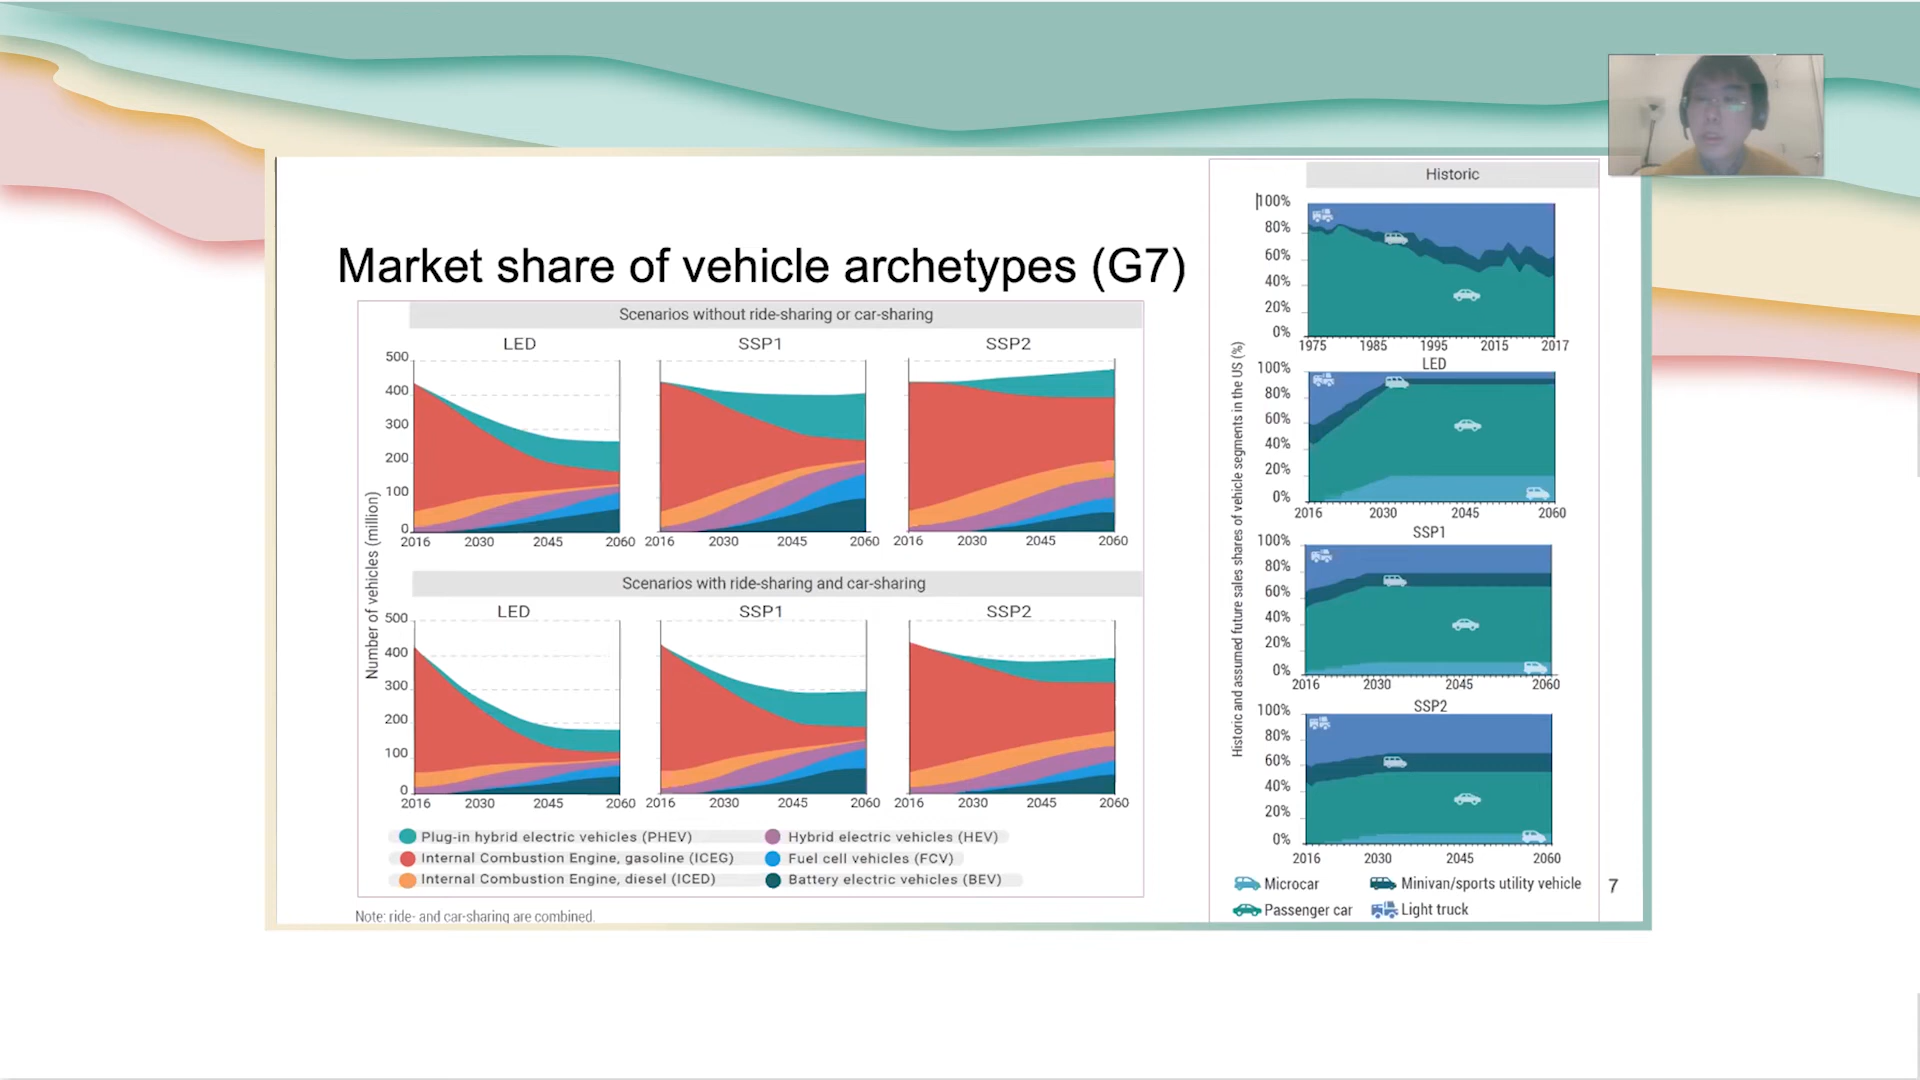 Market share of vehicle archetypes (G7)
Scenarios without ride-sharing or car-sharing
LED
SSP1
SSP2
Number of vehicles (million)
500
400
300
200
100
0
2016 2030 2045 2060
2016 2030 2045 2060
2016 2030 2045 2060
Scenarios with ride-sharing and car-sharing
LED
SSP1
SSP2
500
400
300
200
100
0
2016 2030 2045 2060
2016 2030 2045 2060
2016 2030 2045 2060
Plug-in hybrid electric vehicles (PHEV)
Hybrid electric vehicles (HEV)
Internal Combustion Engine, gasoline (ICEG)
Fuel cell vehicles (FCV)
Internal Combustion Engine, diesel (ICED)
Battery electric vehicles (BEV)
Note: ride- and car-sharing are combined.
Historic and assumed future sales shares of vehicle segments in the US (%)
Historic
100%
80%
60%
40%
20%
0%
1975 1985 1995 2015 2017
LED
100%
80%
60%
40%
20%
0%
2016 2030 2045 2060
SSP1
100%
80%
60%
40%
20%
0%
2016 2030 2045 2060
SSP2
100%
80%
60%
40%
20%
0%
2016 2030 2045 2060
Microcar
Minivan/sports utility vehicle
Passenger car
Light truck
7